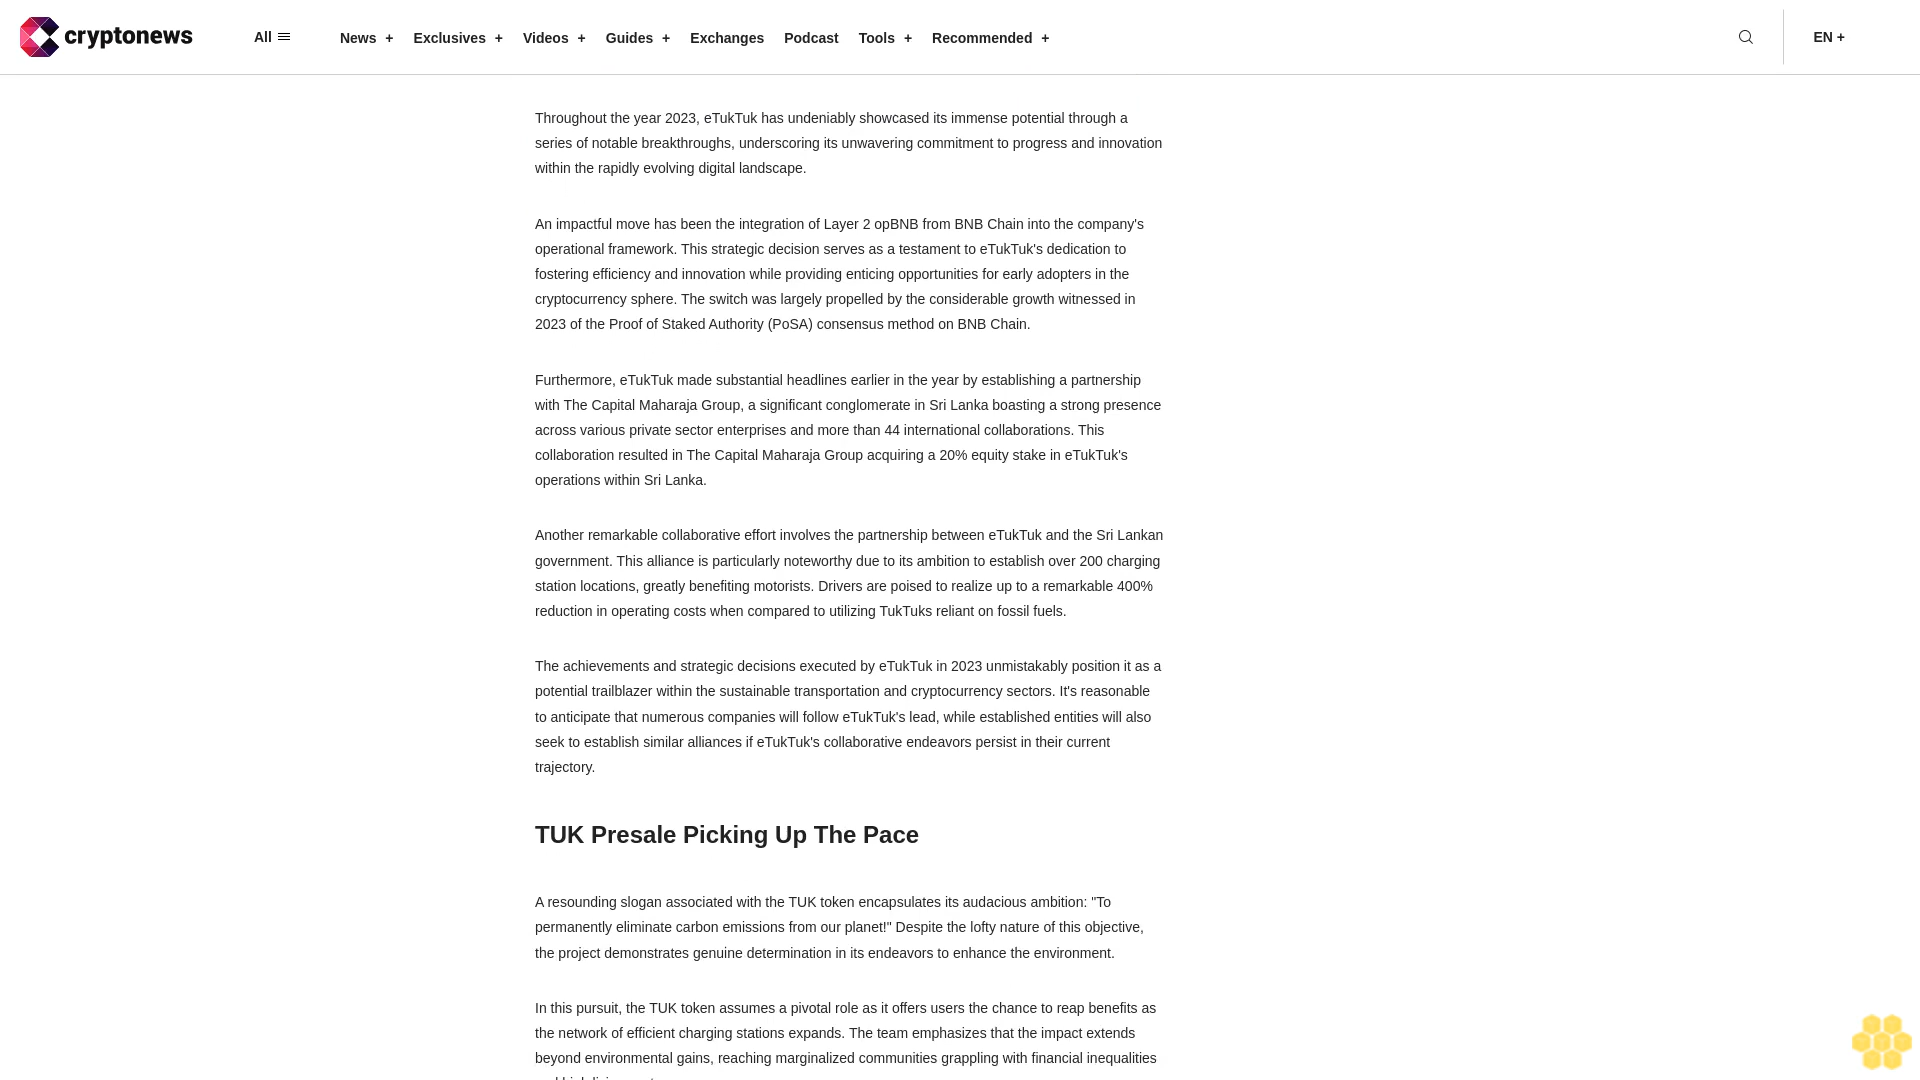 cryptonews
All
News +
Exclusives +
Videos +
Guides +
Exchanges
Podcast
Tools +
Recommended +
EN +
Throughout the year 2023, eTukTuk has undeniably showcased its immense potential through a
series of notable breakthroughs, underscoring its unwavering commitment to progress and innovation
within the rapidly evolving digital landscape.
An impactful move has been the integration of Layer 2 opBNB from BNB Chain into the company's
operational framework. This strategic decision serves as a testament to eTukTuk's dedication to
fostering efficiency and innovation while providing enticing opportunities for early adopters in the
cryptocurrency sphere. The switch was largely propelled by the considerable growth witnessed in
2023 of the Proof of Staked Authority (PoSA) consensus method on BNB Chain.
Furthermore, eTukTuk made substantial headlines earlier in the year by establishing a partnership
with The Capital Maharaja Group, a significant conglomerate in Sri Lanka boasting a strong presence
across various private sector enterprises and more than 44 international collaborations. This
collaboration resulted in The Capital Maharaja Group acquiring a 20% equity stake in eTukTuk's
operations within Sri Lanka.
Another remarkable collaborative effort involves the partnership between eTukTuk and the Sri Lankan
government. This alliance is particularly noteworthy due to its ambition to establish over 200 charging
station locations, greatly benefiting motorists. Drivers are poised to realize up to a remarkable 400%
reduction in operating costs when compared to utilizing TukTuks reliant on fossil fuels.
The achievements and strategic decisions executed by eTukTuk in 2023 unmistakably position it as a
potential trailblazer within the sustainable transportation and cryptocurrency sectors. It's reasonable
to anticipate that numerous companies will follow eTukTuk's lead, while established entities will also
seek to establish similar alliances if eTukTuk's collaborative endeavors persist in their current
trajectory.
TUK Presale Picking Up The Pace
A resounding slogan associated with the TUK token encapsulates its audacious ambition: "To
permanently eliminate carbon emissions from our planet!" Despite the lofty nature of this objective,
the project demonstrates genuine determination in its endeavors to enhance the environment.
In this pursuit, the TUK token assumes a pivotal role as it offers users the chance to reap benefits as
the network of efficient charging stations expands. The team emphasizes that the impact extends
beyond environmental gains, reaching marginalized communities grappling with financial inequalities